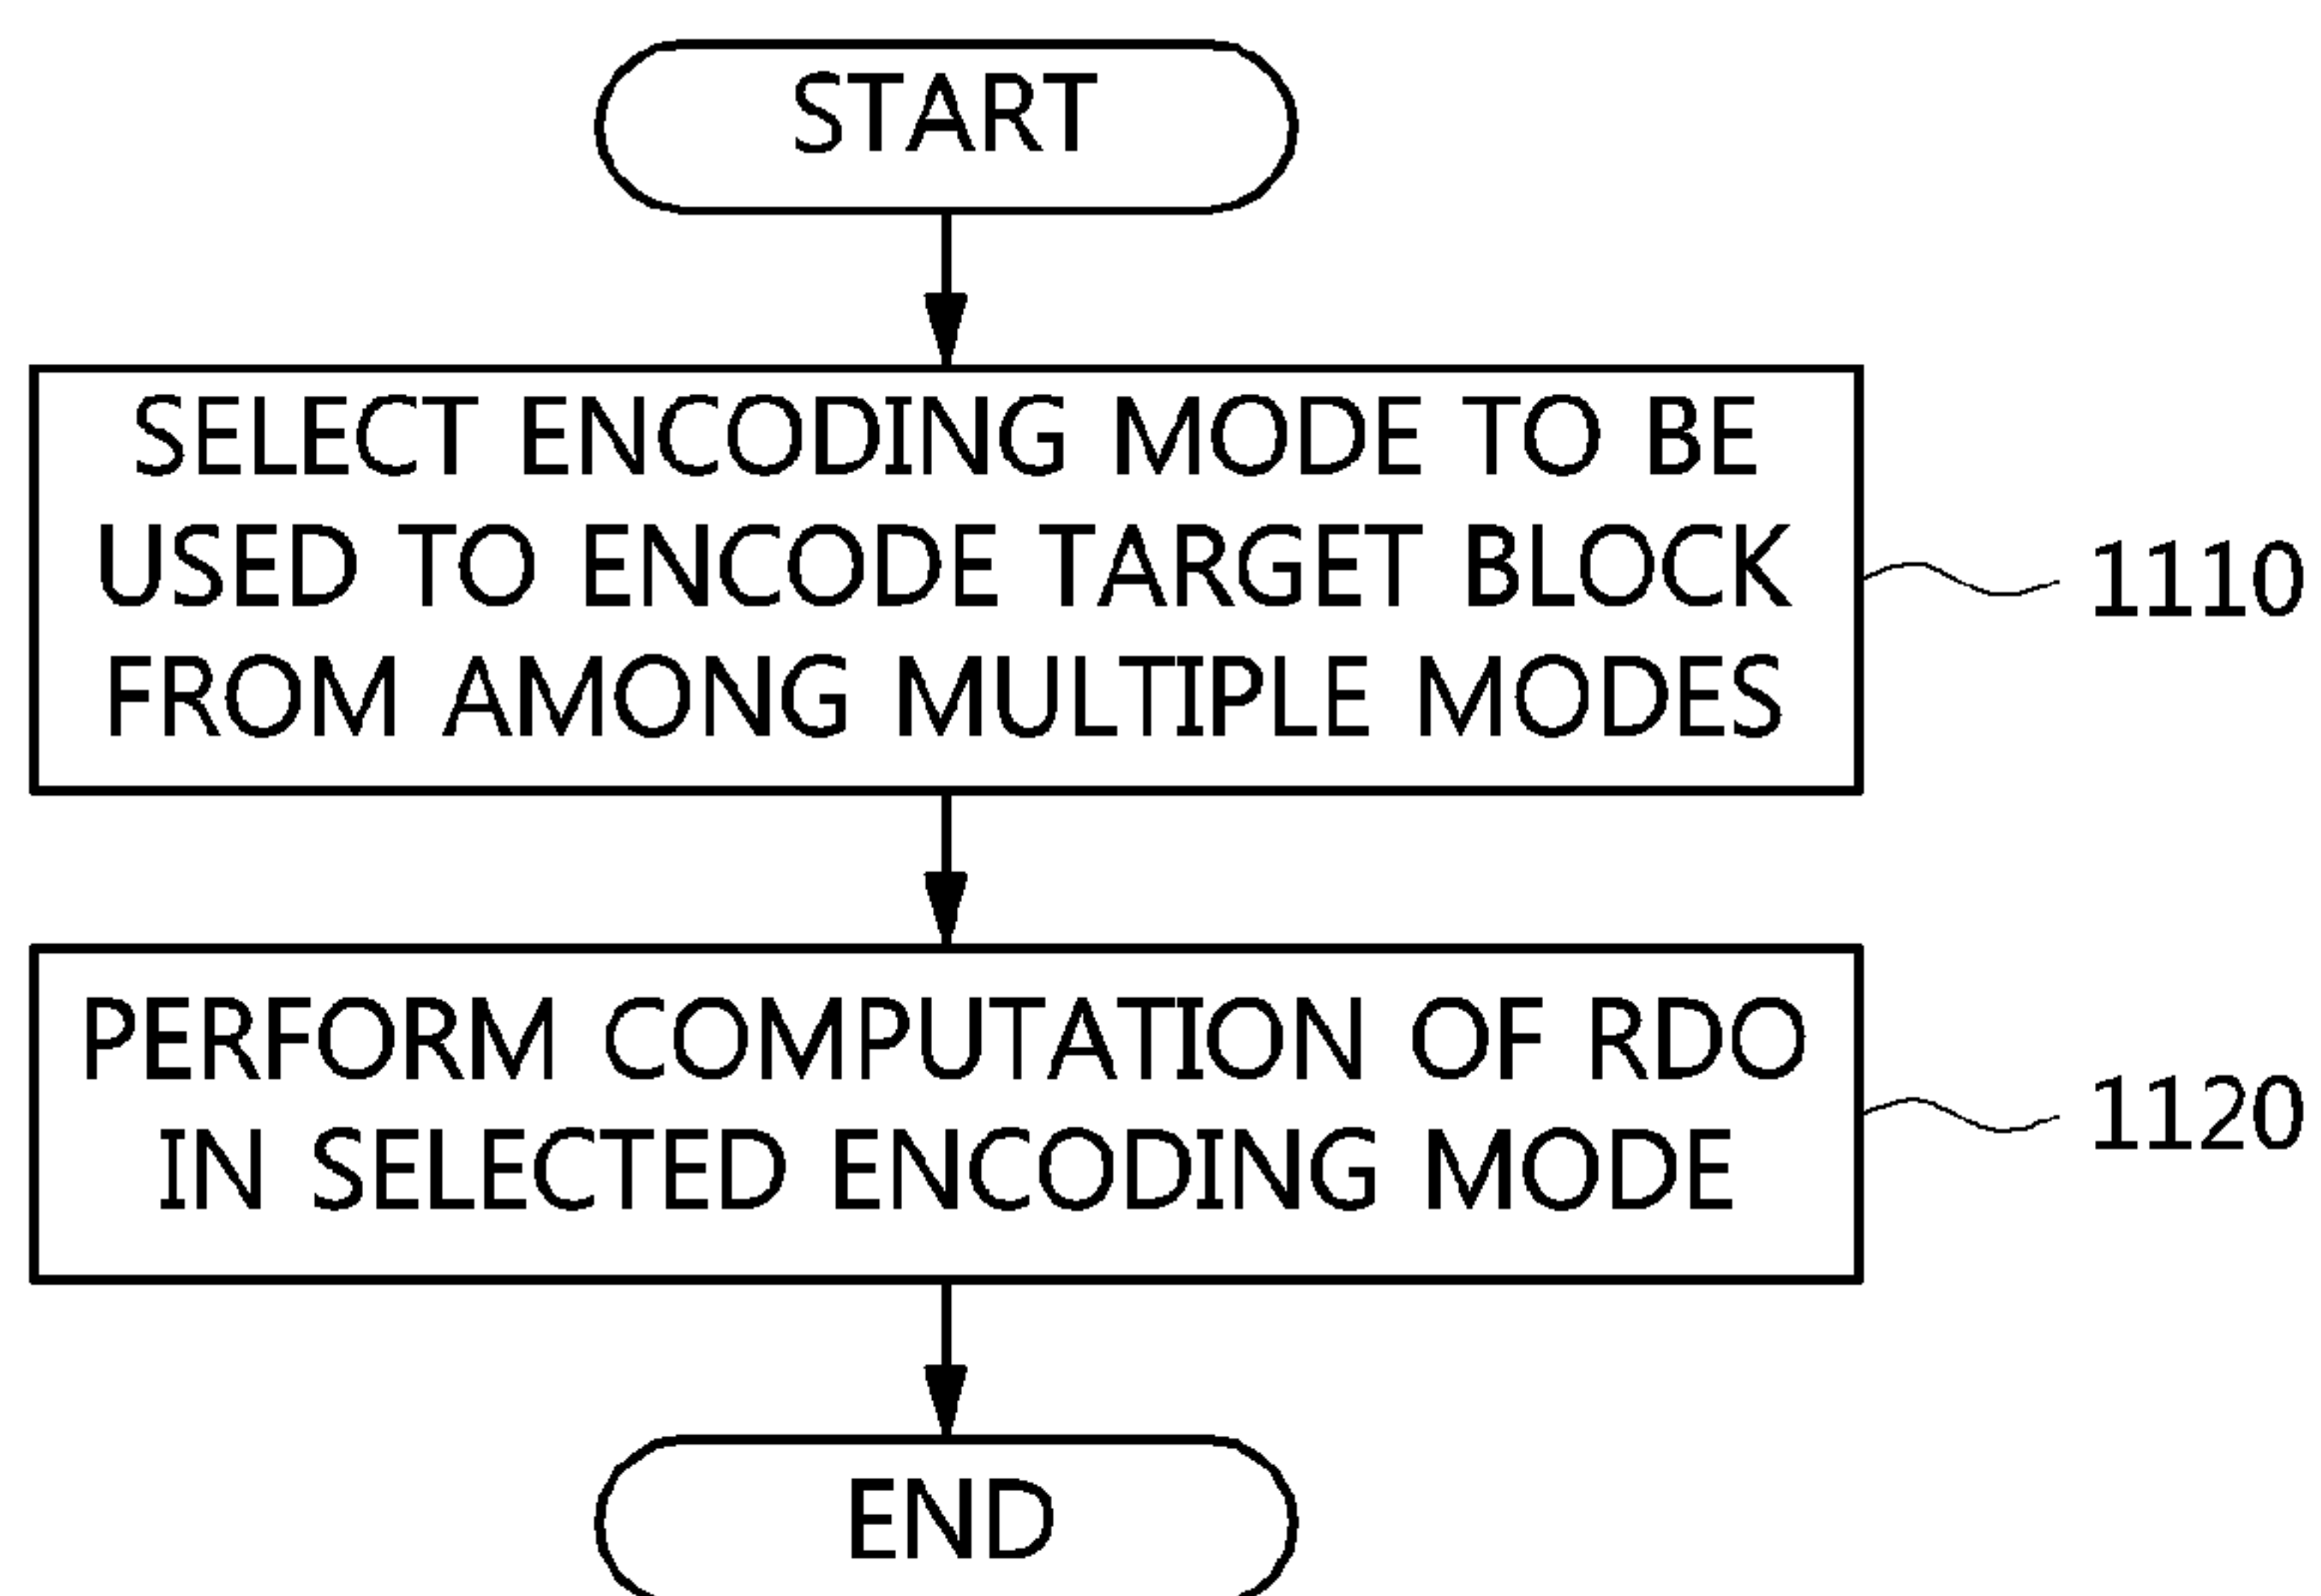 START
SELECT ENCODING MODE TO BE
USED TO ENCODE TARGET BLOCK
FROM AMONG MULTIPLE MODES
1110
PERFORM COMPUTATION OF RDO
IN SELECTED ENCODING MODE
1120
END